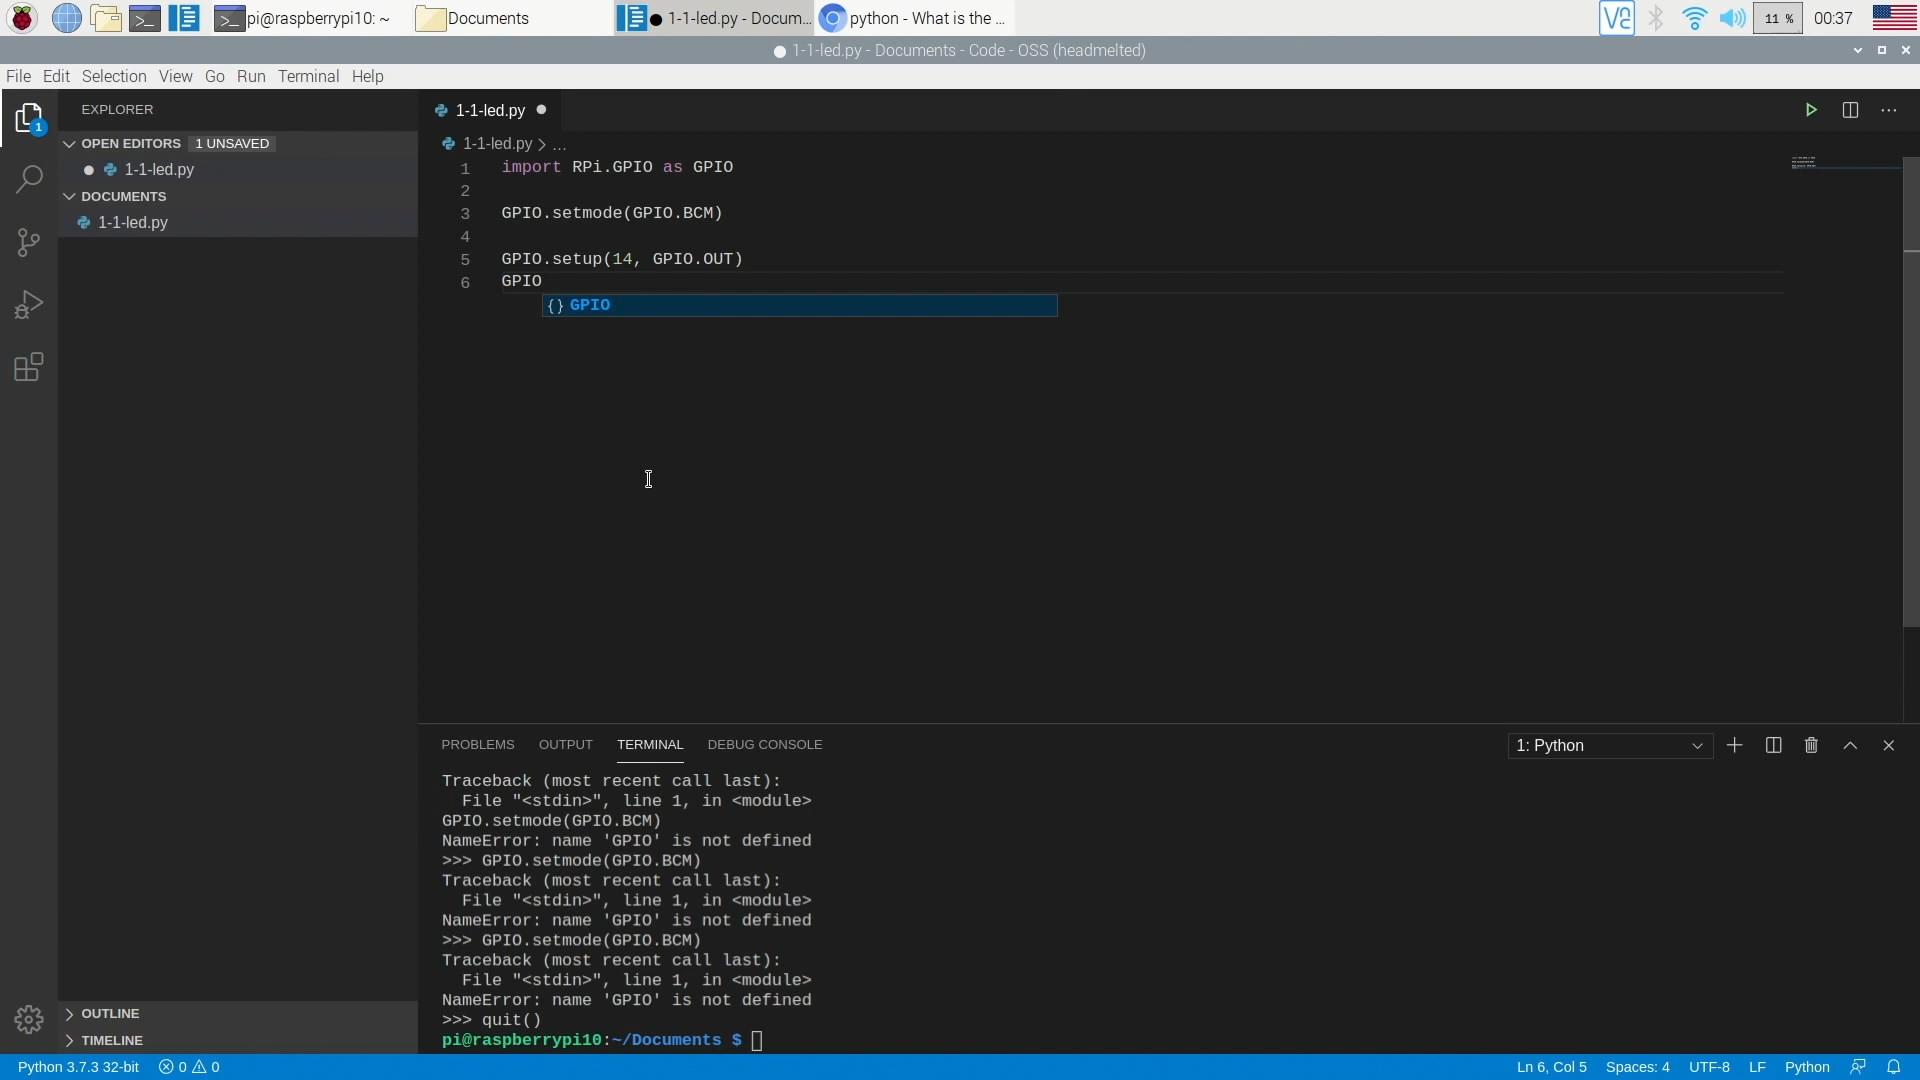 pi@raspberrypi10: ~
Documents
1-1-led.py - Docum...
python - What is the ...
V2
11 %
00:37
1-1-led.py - Documents - Code - OSS (headmelted)
File Edit Selection View Go Run Terminal Help
EXPLORER
OPEN EDITORS 1 UNSAVED
1-1-led.py
DOCUMENTS
1-1-led.py
1
OUTLINE
TIMELINE
1-1-led.py
1-1-led.py > ...
1 import RPi.GPIO as GPIO
2
3 GPIO.setmode(GPIO.BCM)
4
5 GPIO.setup(14, GPIO.OUT)
6 GPIO
{} GPIO
PROBLEMS OUTPUT TERMINAL DEBUG CONSOLE
1: Python
Traceback (most recent call last):
File "<stdin>", line 1, in <module>
GPIO.setmode(GPIO.BCM)
NameError: name 'GPIO' is not defined
>>> GPIO.setmode(GPIO.BCM)
Traceback (most recent call last):
File "<stdin>", line 1, in <module>
NameError: name 'GPIO' is not defined
>>> GPIO.setmode(GPIO.BCM)
Traceback (most recent call last):
File "<stdin>", line 1, in <module>
NameError: name 'GPIO' is not defined
>>> quit()
pi@raspberrypi10:~/Documents $
Python 3.7.3 32-bit 0 0
Ln 6, Col 5 Spaces: 4 UTF-8 LF Python